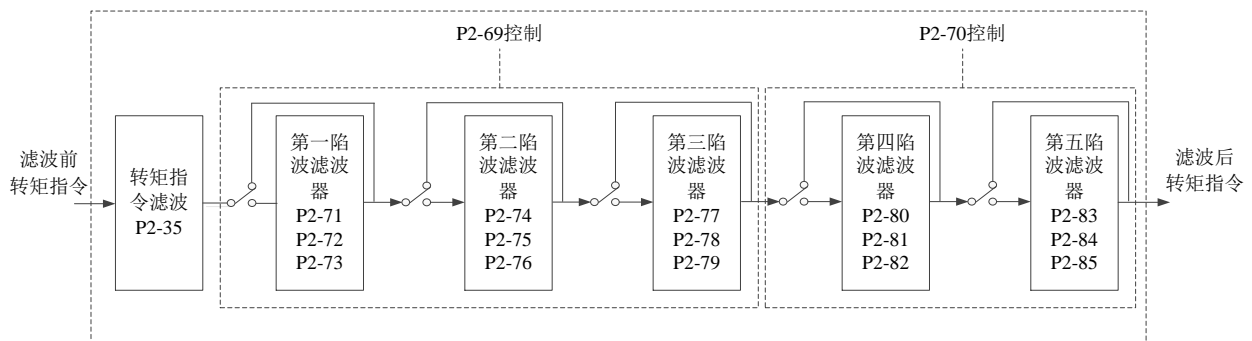 P2-69控制
P2-70控制
滤波前
转矩指令
转矩指
令滤波
P2-35
第一陷
波滤波
器
P2-71
P2-72
P2-73
第二陷
波滤波
器
P2-74
P2-75
P2-76
第三陷
波滤波
器
P2-77
P2-78
P2-79
第四陷
波滤波
器
P2-80
P2-81
P2-82
第五陷
波滤波
器
P2-83
P2-84
P2-85
滤波后
转矩指令